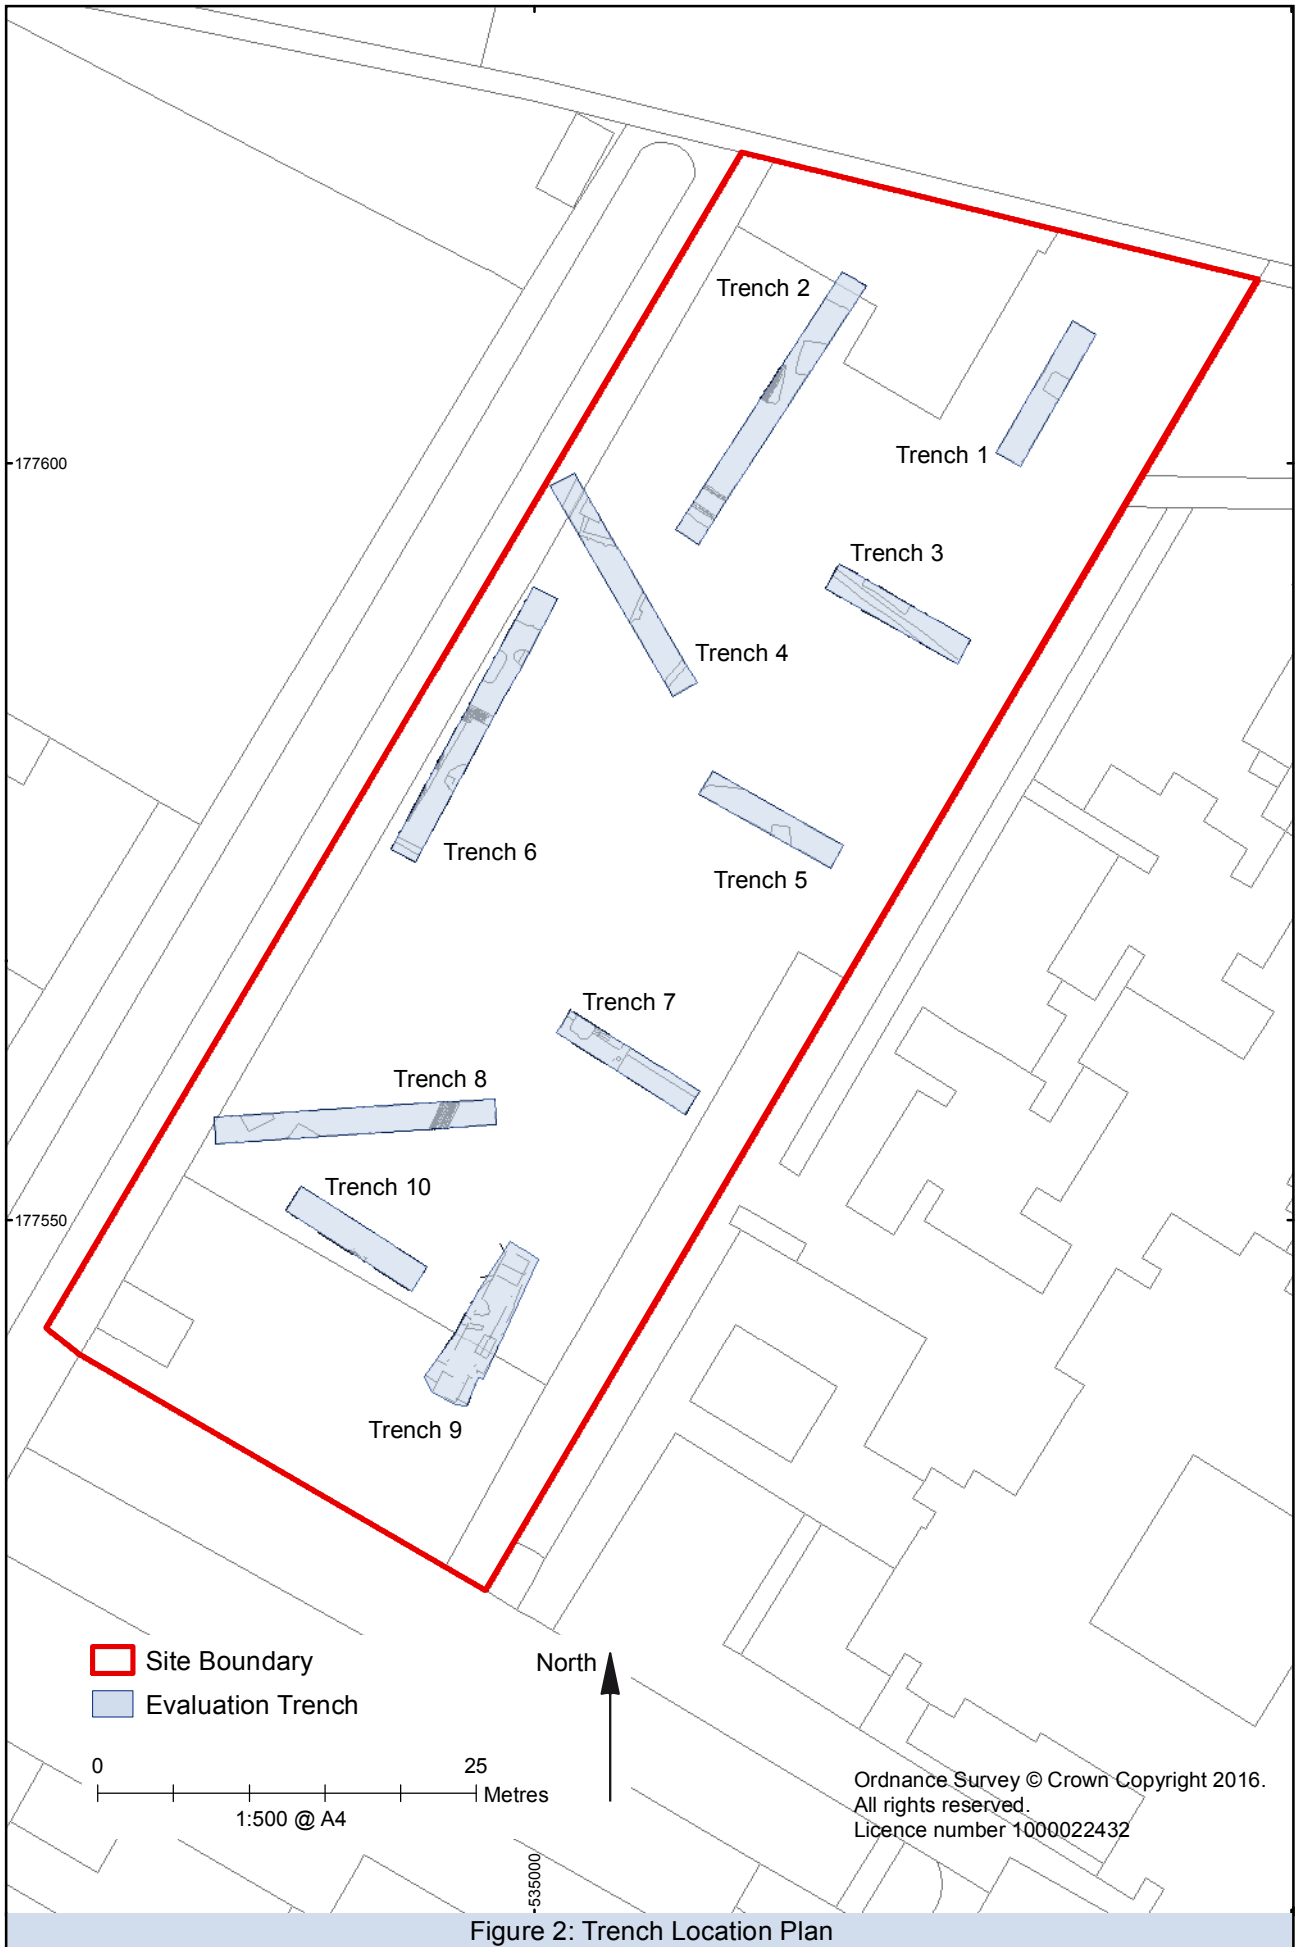 Trench 2
Trench 1
177600
Trench 3
Trench 4
Trench 6
Trench 5
Trench 7
Trench 8
Trench 10
177550
Trench 9
Site Boundary
North
Evaluation Trench
0 25
Metres
1:500 @ A4
Ordnance Survey © Crown Copyright 2016.
All rights reserved.
Licence number 1000022432
535000
Figure 2: Trench Location Plan